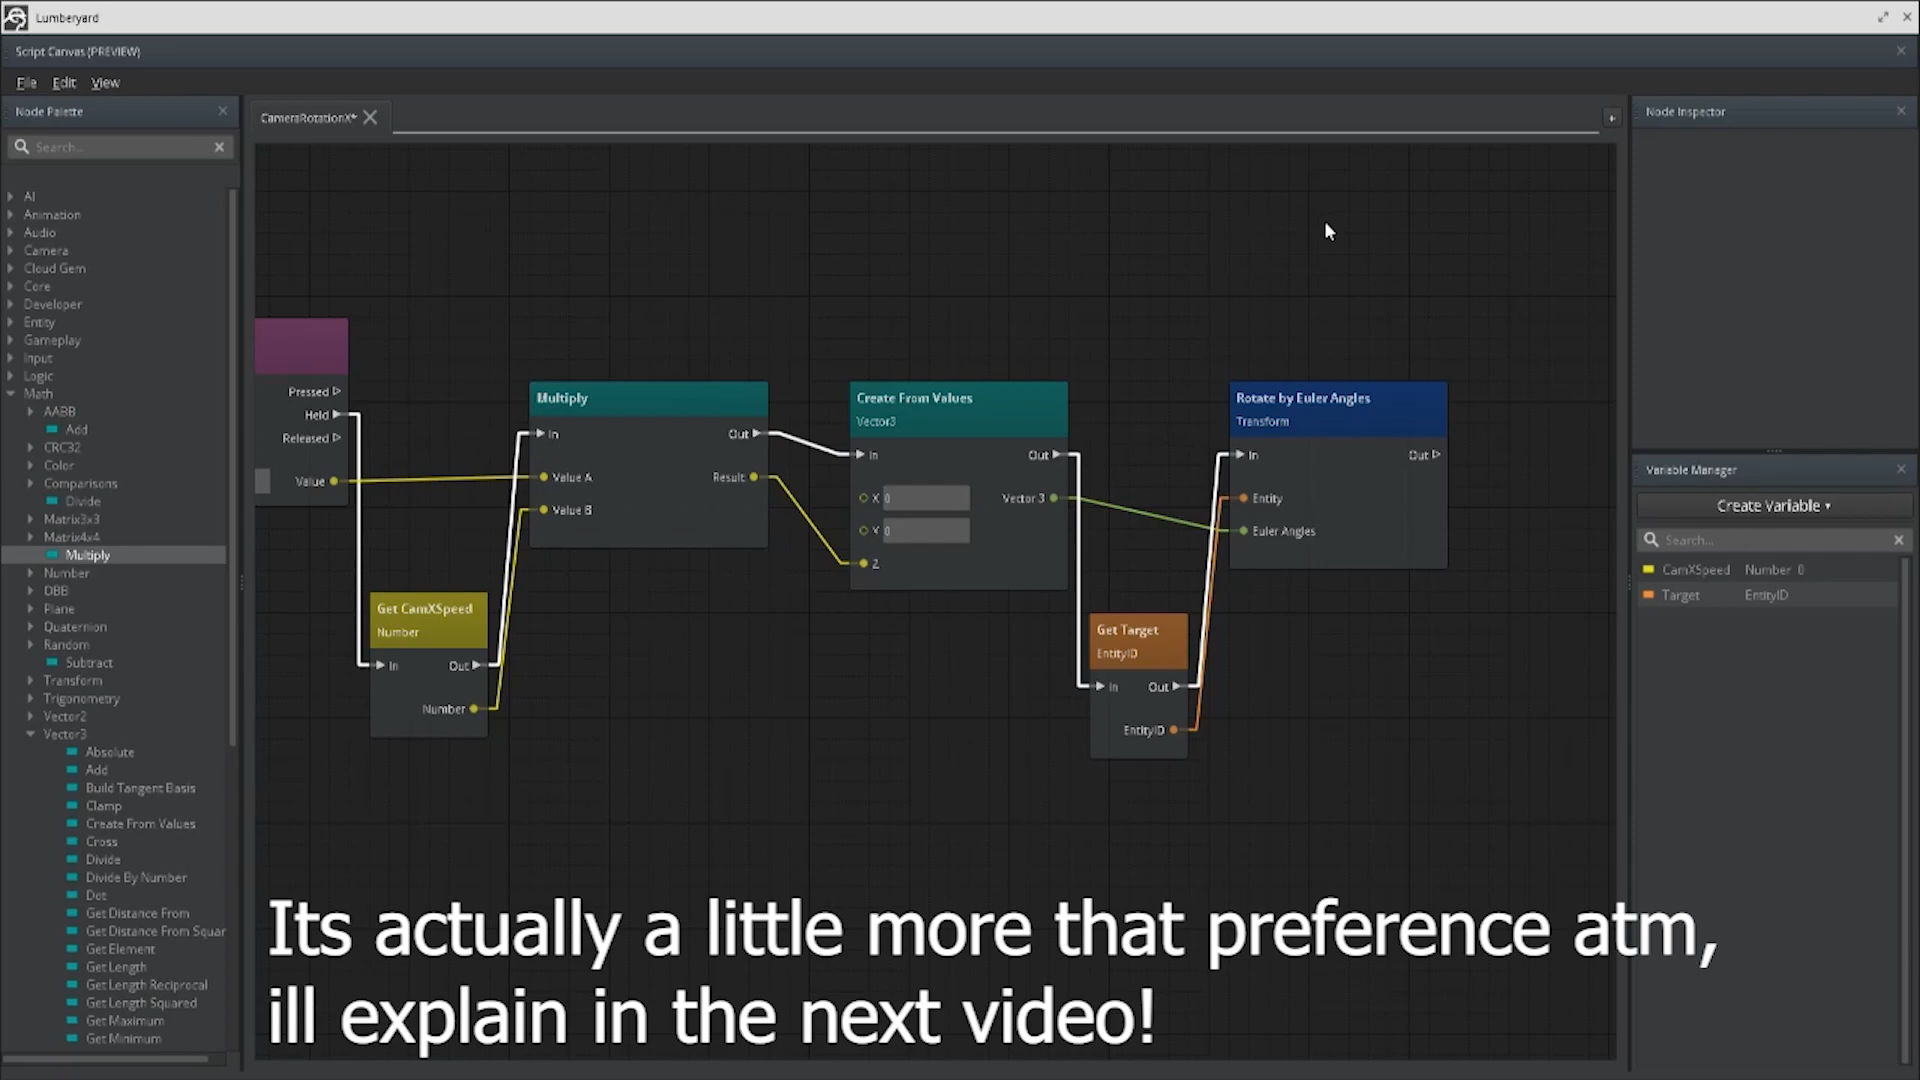 Lumberyard
Script Canvas (PREVIEW)
File Edit View
Node Palette
CameraRotationX*
Node Inspector
Search...
AI
Animation
Audio
Camera
Cloud Gem
Core
Developer
Entity
Gameplay
Input
Logic
Math
AABB
Add
CRC32
Color
Comparisons
Divide
Matrix3x3
Matrix4x4
Multiply
Number
OBB
Plane
Quaternion
Random
Subtract
Transform
Trigonometry
Vector2
Vector3
Absolute
Add
Build Tangent Basis
Clamp
Create From Values
Cross
Divide
Divide By Number
Dot
Get Distance From
Get Distance From Squar
Get Element
Get Length
Get Length Reciprocal
Get Length Squared
Get Maximum
Get Minimum
Pressed
Held
Released
Value
Get CamXSpeed
Number
In Out
Number
Multiply
In Out
Value A Result
Value B
Create From Values
Vector3
In Out
X 0 Vector 3
Y 0
Z
Get Target
EntityID
In Out
EntityID
Rotate by Euler Angles
Transform
In Out
Entity
Euler Angles
Variable Manager
Create Variable
Search...
CamXSpeed Number 0
Target EntityID
Its actually a little more that preference atm,
ill explain in the next video!